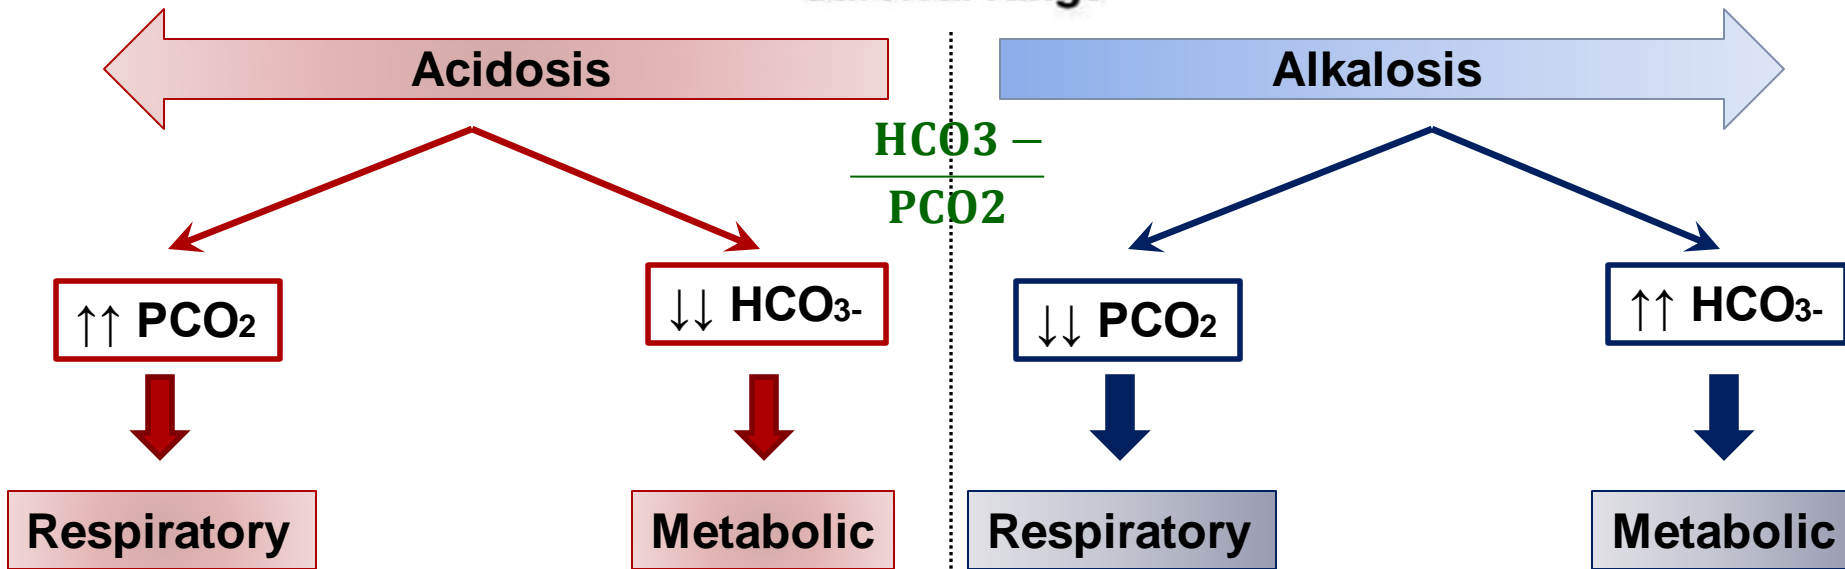 Acidosis
Alkalosis
HCO3 −
PCO2
↑↑ PCO2
↓↓ HCO3-
↓↓ PCO2
↑↑ HCO3-
Respiratory
Metabolic
Respiratory
Metabolic